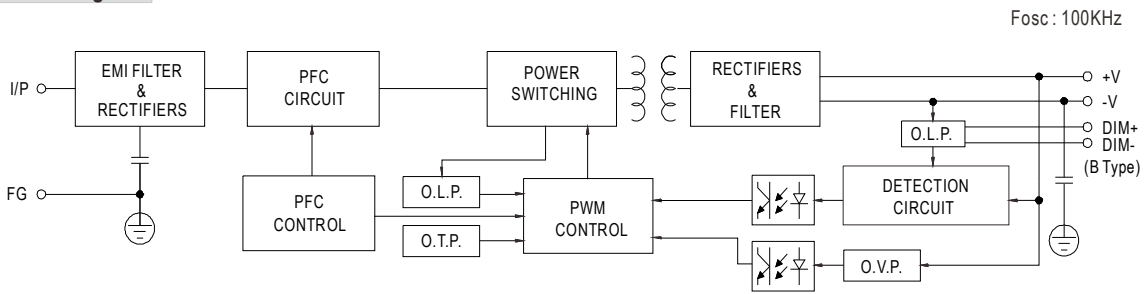 Fosc : 100KHz
I/P
EMI FILTER
&
RECTIFIERS
PFC
CIRCUIT
POWER
SWITCHING
RECTIFIERS
&
FILTER
+V
-V
O.L.P.
DIM+
DIM-
(B Type)
FG
PFC
CONTROL
O.L.P.
O.T.P.
PWM
CONTROL
DETECTION
CIRCUIT
O.V.P.